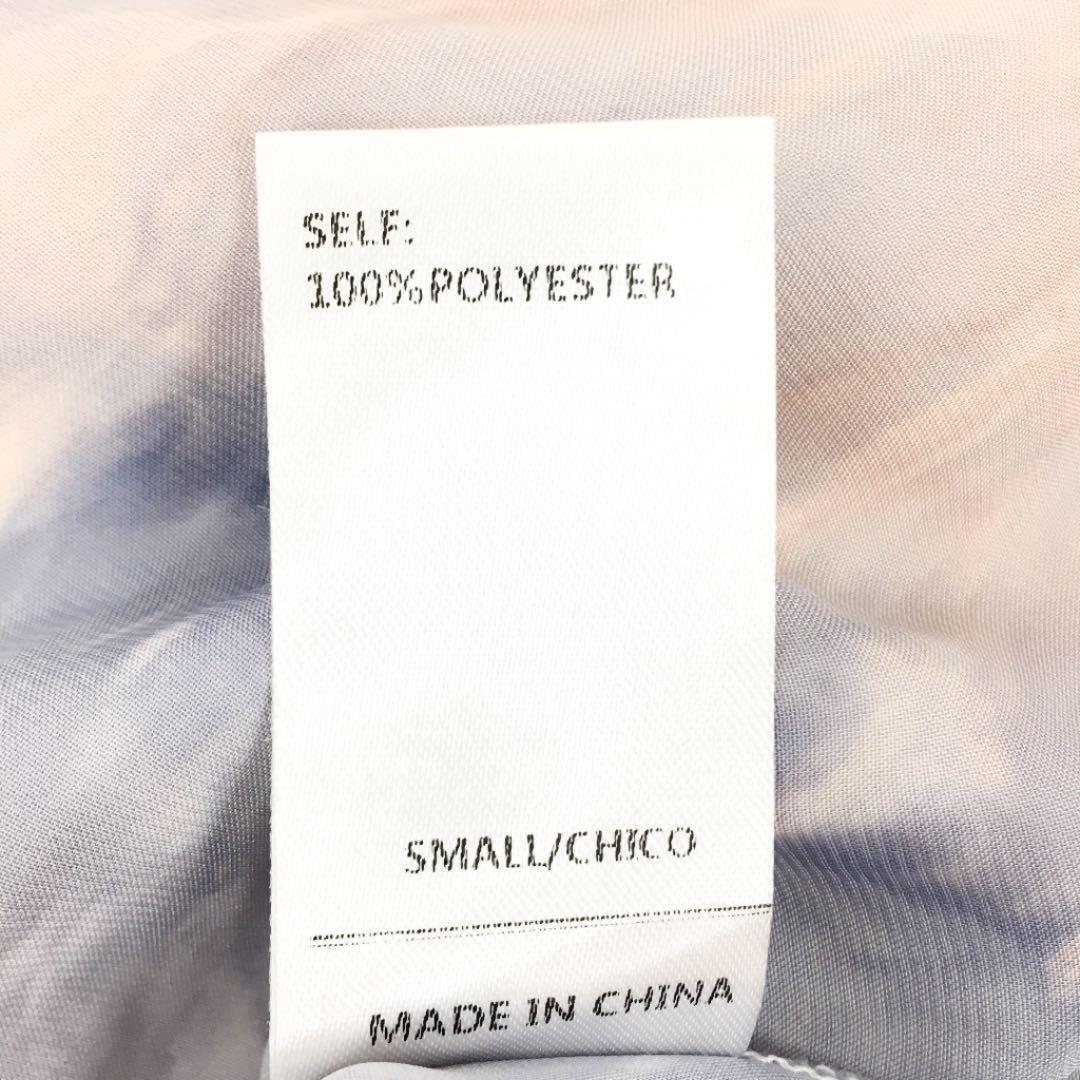 SELF:
100%POLYESTER
SMALL/CHICO
MADE IN CHINA